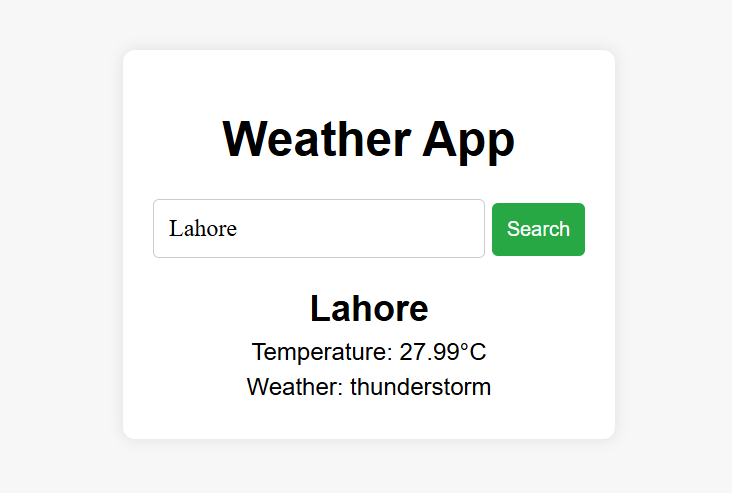 Weather App
Lahore Search
Lahore
Temperature: 27.99°C
Weather: thunderstorm